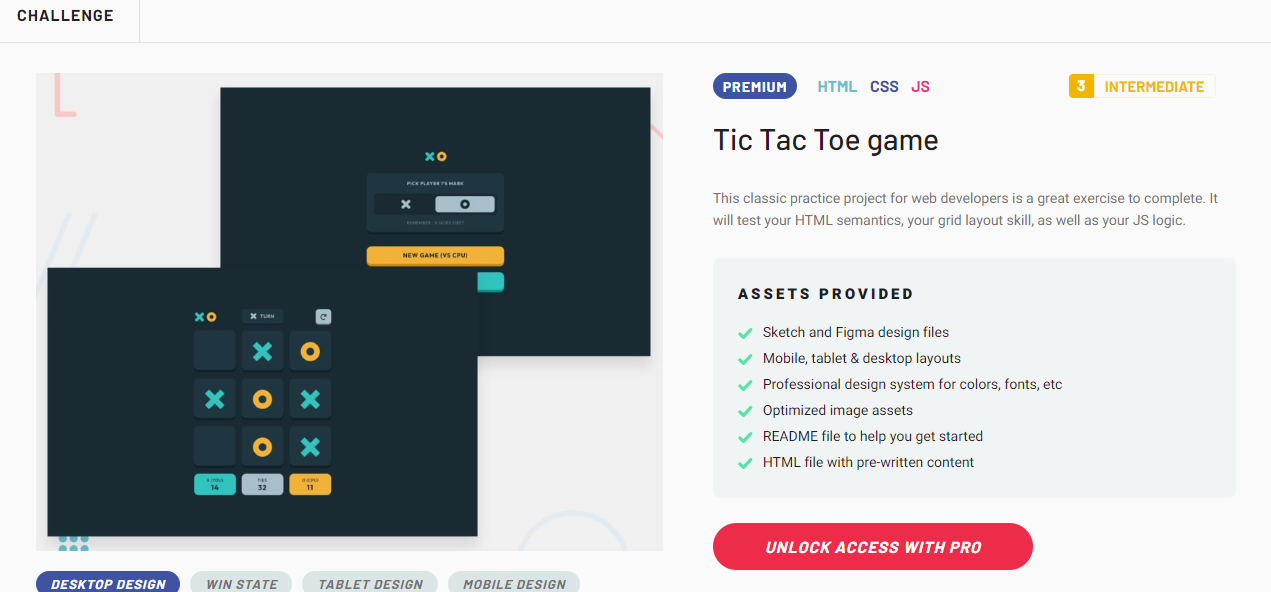 CHALLENGE
PICK PLAYER 1'S MARK
REMEMBER : X GOES FIRST
NEW GAME (VS CPU)
TURN
14
TIES
32
11
DESKTOP DESIGN
WIN STATE
TABLET DESIGN
MOBILE DESIGN
PREMIUM HTML CSS JS
3 INTERMEDIATE
Tic Tac Toe game
This classic practice project for web developers is a great exercise to complete. It
will test your HTML semantics, your grid layout skill, as well as your JS logic.
ASSETS PROVIDED
Sketch and Figma design files
Mobile, tablet & desktop layouts
Professional design system for colors, fonts, etc
Optimized image assets
README file to help you get started
HTML file with pre-written content
UNLOCK ACCESS WITH PRO